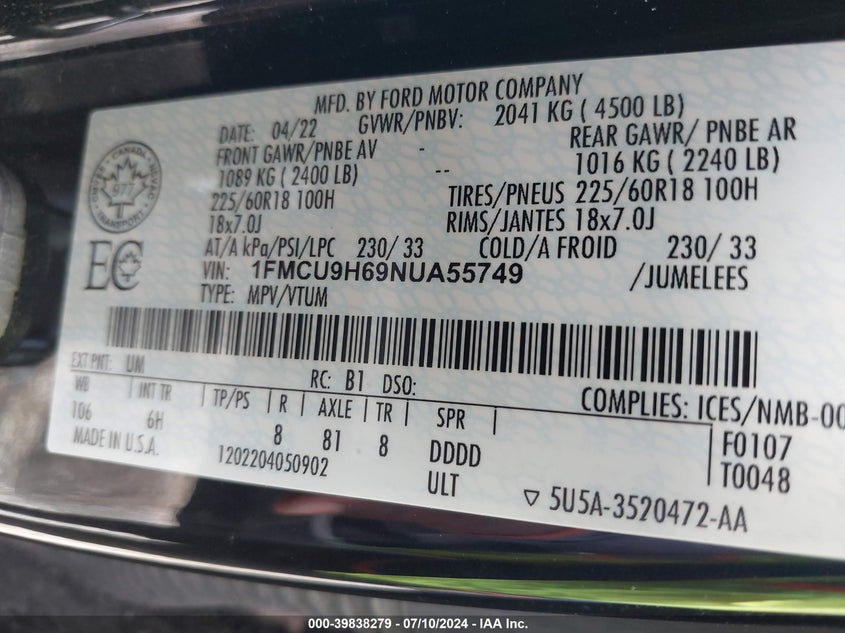 MFD. BY FORD MOTOR COMPANY
DATE: 04/22 GVWR/PNBV: 2041 KG ( 4500 LB)
FRONT GAWR/PNBE AV - REAR GAWR/ PNBE AR
1089 KG ( 2400 LB) -- 1016 KG ( 2240 LB)
225/60R18 100H TIRES/PNEUS 225/60R18 100H
18x7.0J RIMS/JANTES 18x7.0J
AT/A kPa/PSI/LPC 230/ 33 COLD/A FROID 230/ 33
VIN: 1FMCU9H69NUA55749 /JUMELEES
TYPE: MPV/VTUM
CANADA
977
TRANSPORT
EC
EXT PNT: UM RC: B1 DSO:
WB INT TR TP/PS R AXLE TR SPR COMPLIES: ICES/NMB-00
106 6H 8 81 8 DDDD F0107
MADE IN U.S.A. 1202204050902 ULT T0048
5U5A-3520472-AA
000-39838279 - 07/10/2024 - IAA Inc.